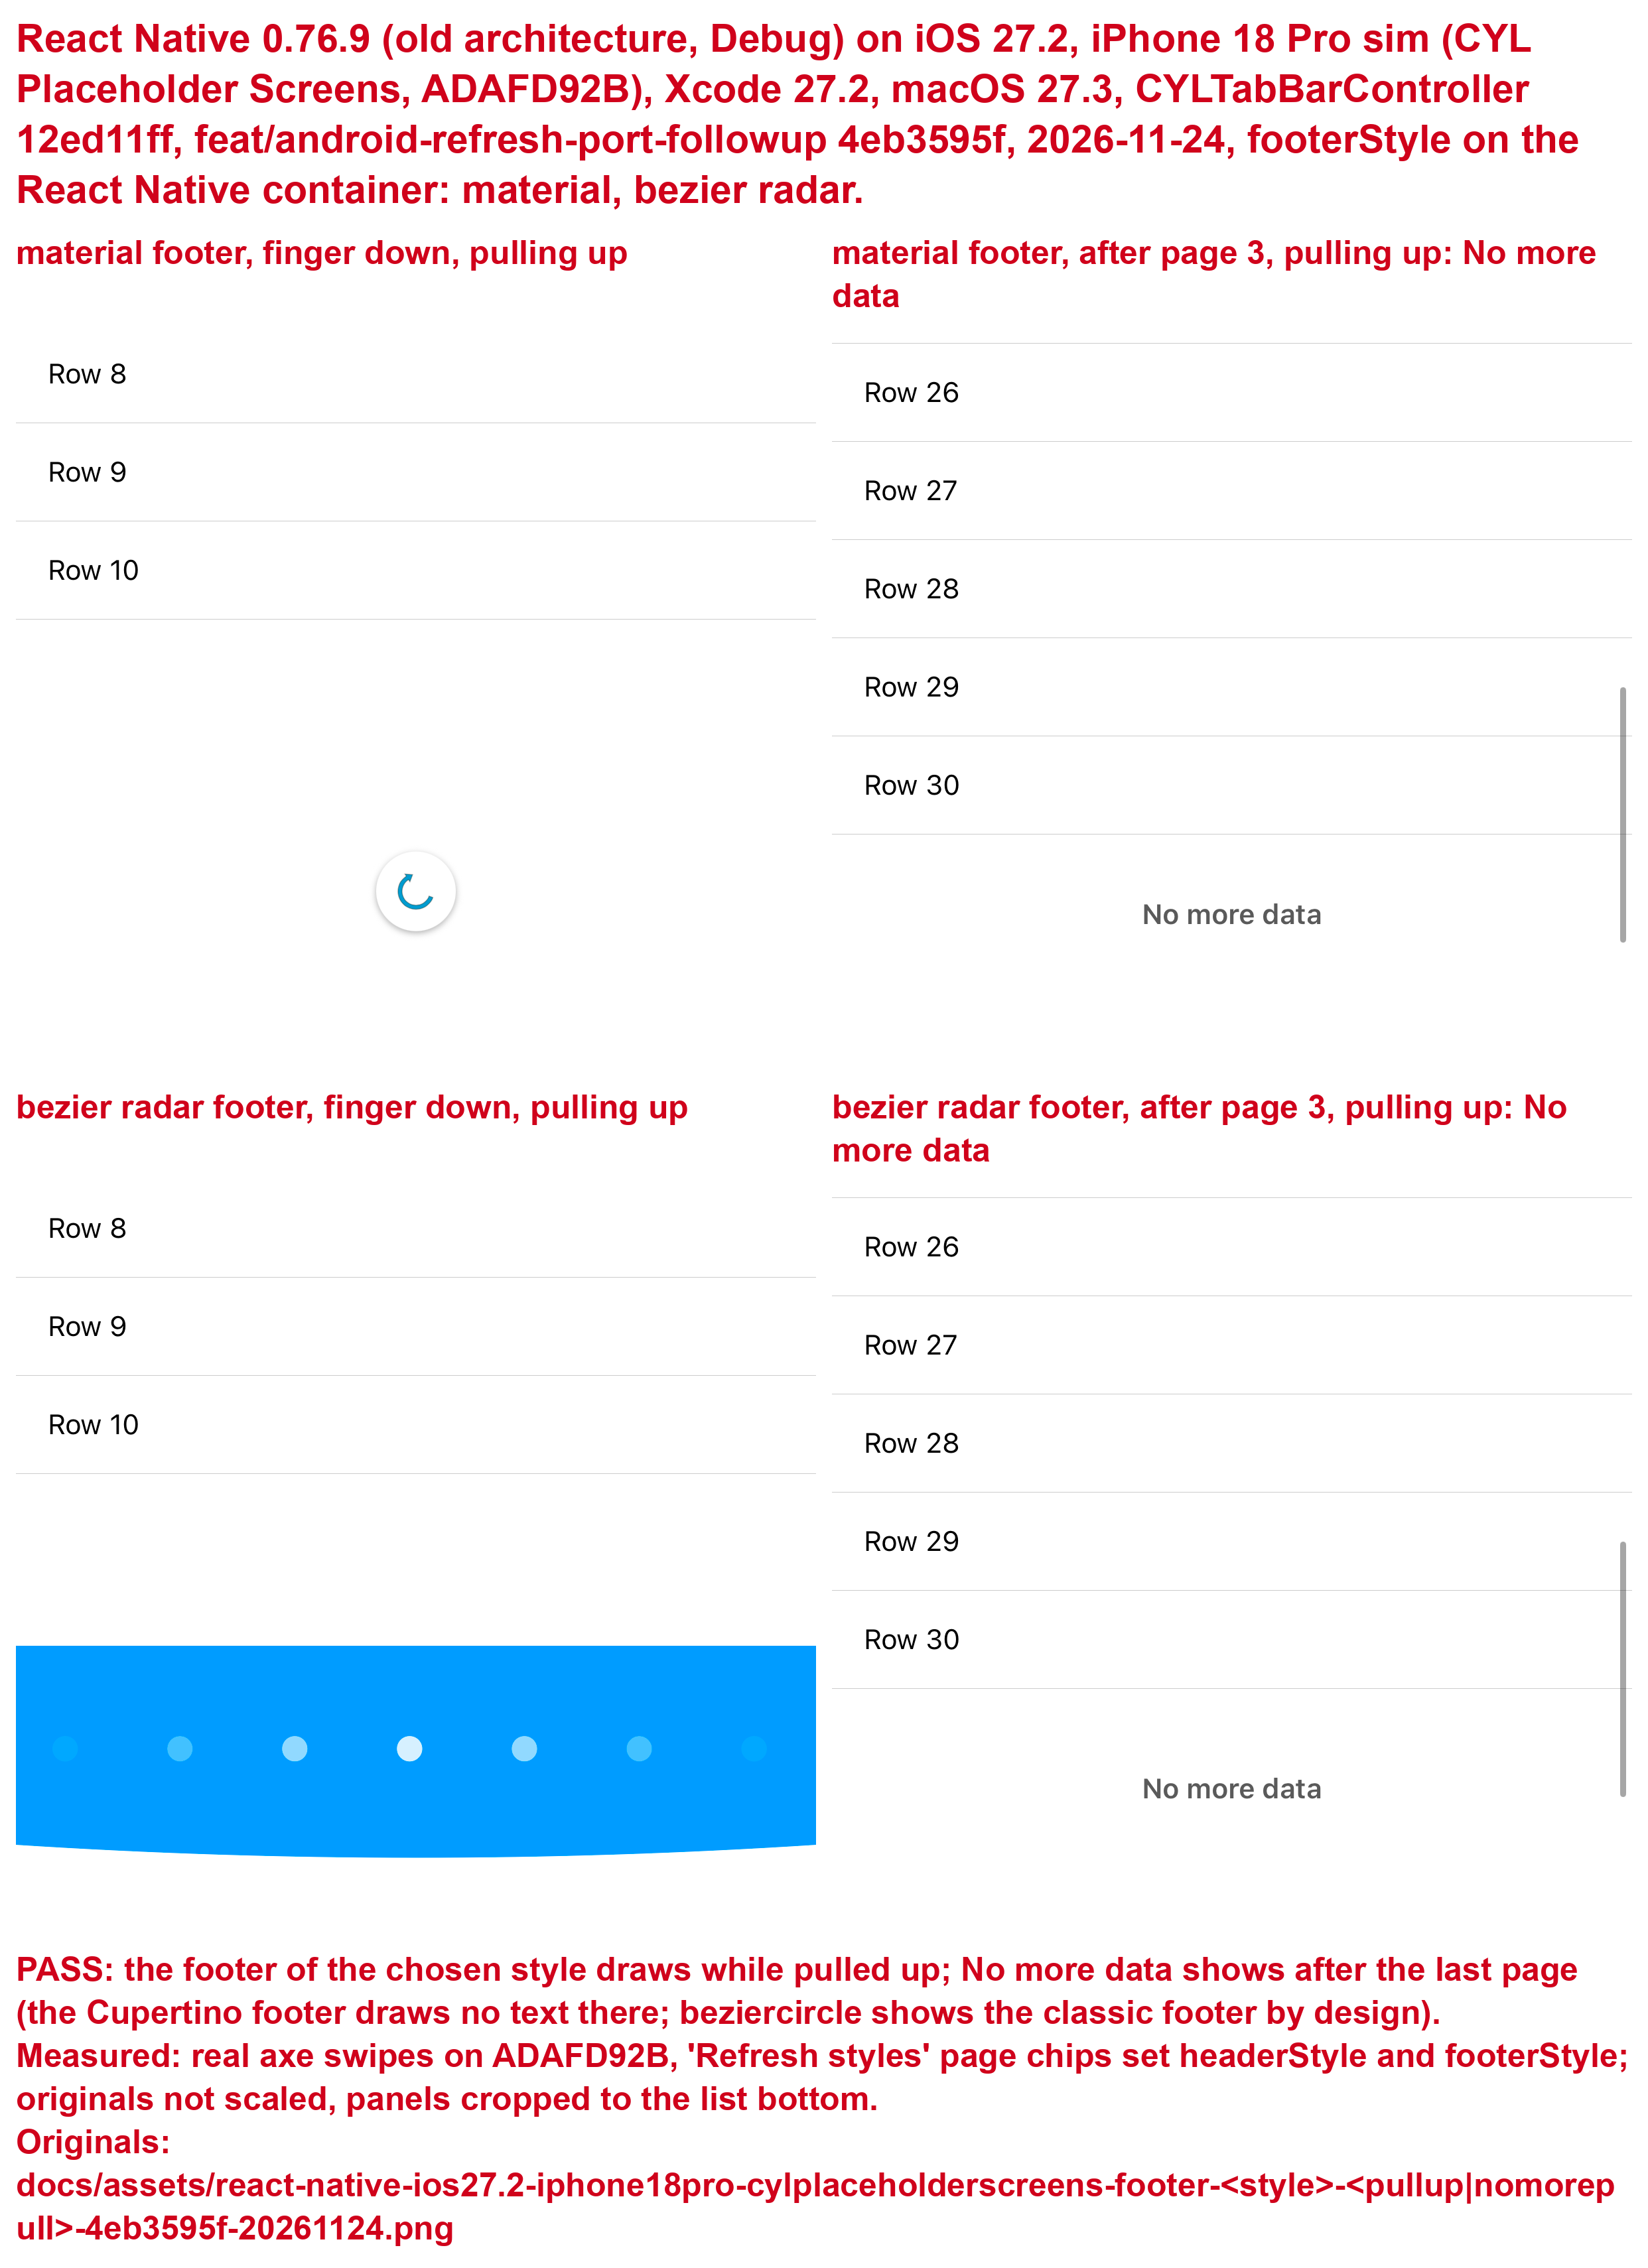 React Native 0.76.9 (old architecture, Debug) on iOS 27.2, iPhone 18 Pro sim (CYL
Placeholder Screens, ADAFD92B), Xcode 27.2, macOS 27.3, CYLTabBarController
12ed11ff, feat/android-refresh-port-followup 4eb3595f, 2026-11-24, footerStyle on the
React Native container: material, bezier radar.
material footer, finger down, pulling up
Row 8
Row 9
Row 10
material footer, after page 3, pulling up: No more
data
Row 26
Row 27
Row 28
Row 29
Row 30
No more data
bezier radar footer, finger down, pulling up
Row 8
Row 9
Row 10
bezier radar footer, after page 3, pulling up: No
more data
Row 26
Row 27
Row 28
Row 29
Row 30
No more data
PASS: the footer of the chosen style draws while pulled up; No more data shows after the last page
(the Cupertino footer draws no text there; beziercircle shows the classic footer by design).
Measured: real axe swipes on ADAFD92B, 'Refresh styles' page chips set headerStyle and footerStyle;
originals not scaled, panels cropped to the list bottom.
Originals:
docs/assets/react-native-ios27.2-iphone18pro-cylplaceholderscreens-footer-<style>-<pullup|nomorep
ull>-4eb3595f-20261124.png